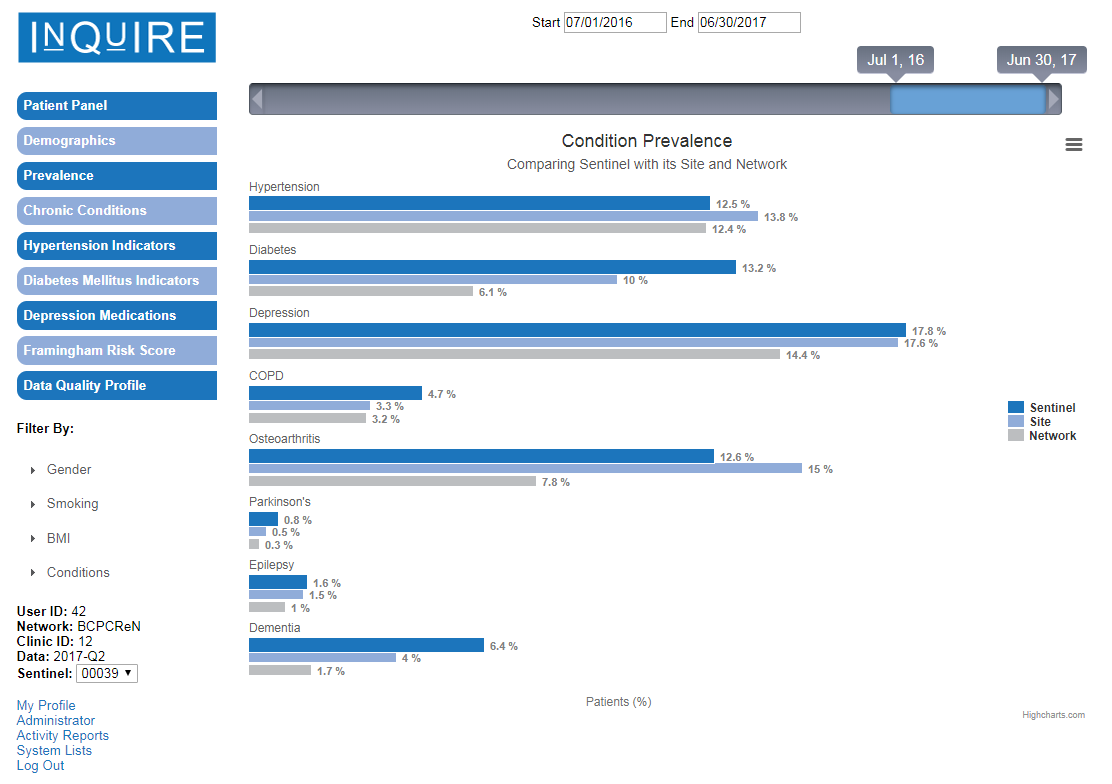 INQUIRE
Start 07/01/2016 End 06/30/2017
Jul 1, 16
Jun 30, 17
Patient Panel
Demographics
Prevalence
Chronic Conditions
Hypertension Indicators
Diabetes Mellitus Indicators
Depression Medications
Framingham Risk Score
Data Quality Profile
Filter By:
Gender
Smoking
BMI
Conditions
User ID: 42
Network: BCPCReN
Clinic ID: 12
Data: 2017-Q2
Sentinel: 00039
My Profile
Administrator
Activity Reports
System Lists
Log Out
Condition Prevalence
Comparing Sentinel with its Site and Network
Hypertension
12.5 %
13.8 %
12.4 %
Diabetes
13.2 %
10 %
6.1 %
Depression
17.8 %
17.6 %
14.4 %
COPD
4.7 %
3.3 %
3.2 %
Osteoarthritis
12.6 %
15 %
7.8 %
Parkinson's
0.8 %
0.5 %
0.3 %
Epilepsy
1.6 %
1.5 %
1 %
Dementia
6.4 %
4 %
1.7 %
Patients (%)
Sentinel
Site
Network
Highcharts.com